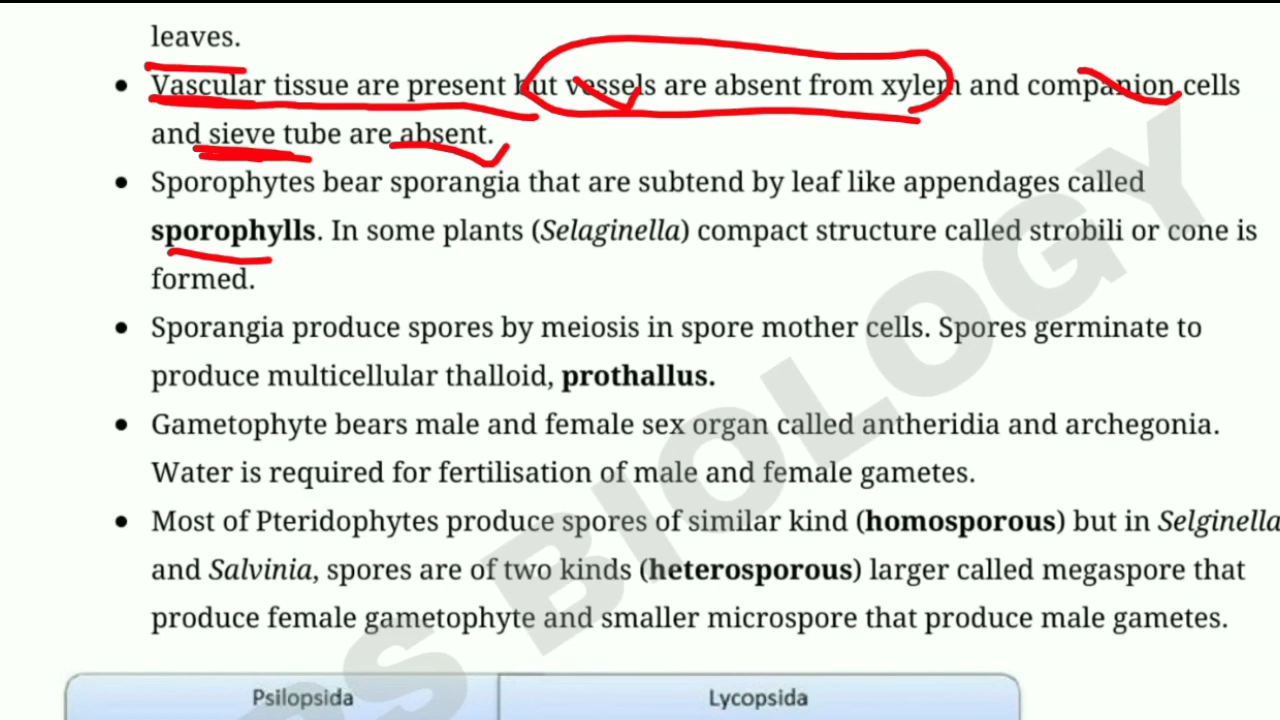 leaves.
• Vascular tissue are present but vessels are absent from xylem and companion cells
and sieve tube are absent.
• Sporophytes bear sporangia that are subtend by leaf like appendages called
sporophylls. In some plants (Selaginella) compact structure called strobili or cone is
formed.
• Sporangia produce spores by meiosis in spore mother cells. Spores germinate to
produce multicellular thalloid, prothallus.
• Gametophyte bears male and female sex organ called antheridia and archegonia.
Water is required for fertilisation of male and female gametes.
• Most of Pteridophytes produce spores of similar kind (homosporous) but in Selginella
and Salvinia, spores are of two kinds (heterosporous) larger called megaspore that
produce female gametophyte and smaller microspore that produce male gametes.
Psilopsida Lycopsida
BIOLOGY